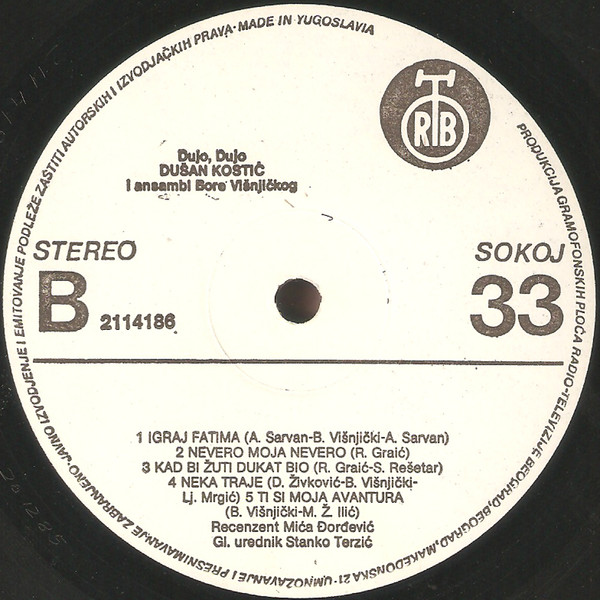 JAVNO IZVODJENJE I EMITOVANJE PODLEŽE ZAŠTITI AUTORSKIH I IZVODJAČKIH PRAVA · MADE IN YUGOSLAVIA
PRODUKCIJA GRAMOFONSKIH PLOČA RADIO-TELEVIZIJE BEOGRAD, BEOGRAD, MAKEDONSKA 21 · UMNOŽAVANJE I PRESNIMAVANJE ZABRANJENO ·
RTB
Dujo, Dujo
DUŠAN KOSTIĆ
i ansambl Bore Višnjičkog
STEREO
SOKOJ
B 2114186
33
1 IGRAJ FATIMA (A. Sarvan-B. Višnjički-A. Sarvan)
2 NEVERO MOJA NEVERO (R. Graić)
3 KAD BI ŽUTI DUKAT BIO (R. Graić-S. Rešetar)
4 NEKA TRAJE (D. Živković-B. Višnjički-
Lj. Mrgić) 5 TI SI MOJA AVANTURA
(B. Višnjički-M. Ž. Ilić)
Recenzent Mića Đorđević
Gl. urednik Stanko Terzić